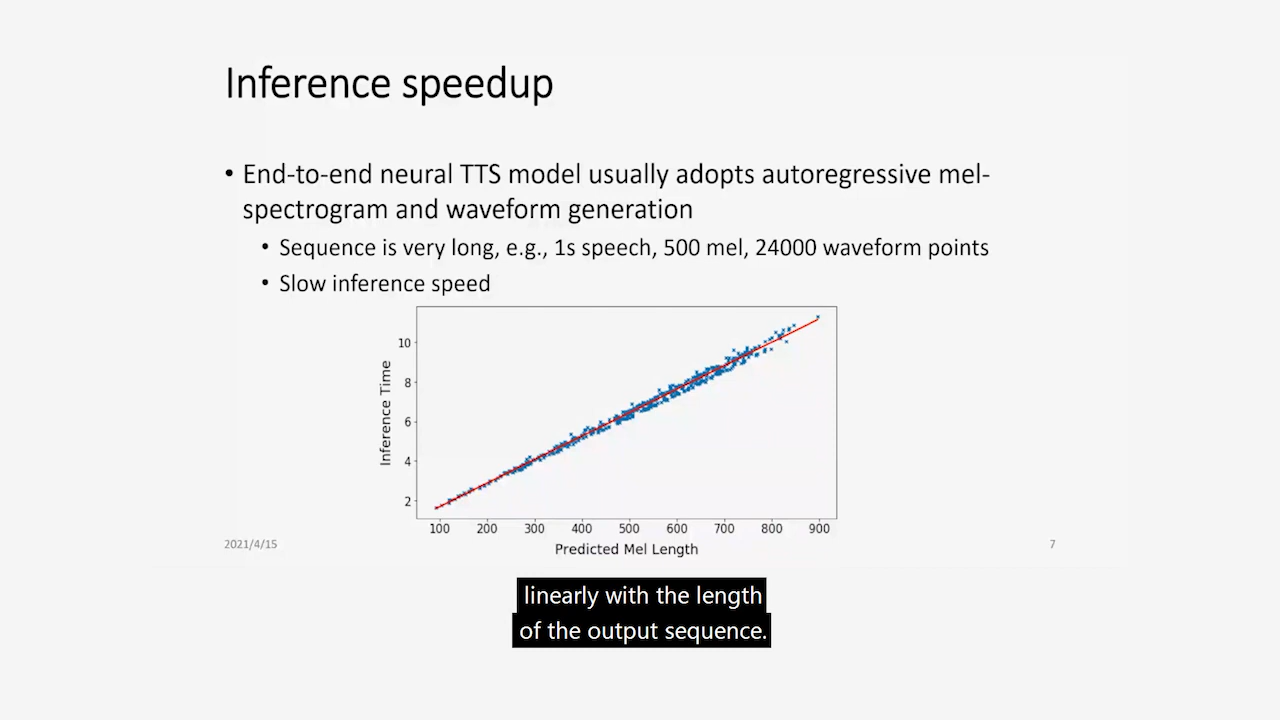 Inference speedup
• End-to-end neural TTS model usually adopts autoregressive mel-
spectrogram and waveform generation
• Sequence is very long, e.g., 1s speech, 500 mel, 24000 waveform points
• Slow inference speed
10
8
6
4
2
Inference Time
100 200 300 400 500 600 700 800 900
Predicted Mel Length
2021/4/15
7
linearly with the length
of the output sequence.